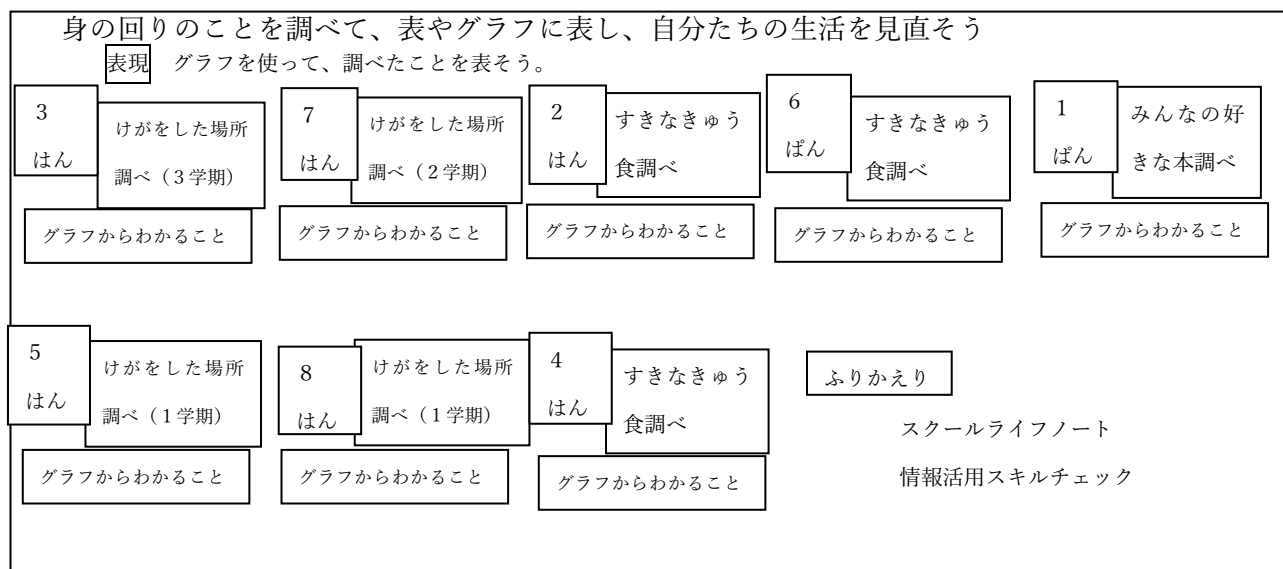 身の回りのことを調べて、表やグラフに表し、自分たちの生活を見直そう
表現 グラフを使って、調べたことを表そう。
3
はん
けがをした場所
調べ（３学期）
グラフからわかること
7
はん
けがをした場所
調べ（２学期）
グラフからわかること
2
はん
すきなきゅう
食調べ
グラフからわかること
6
ぱん
すきなきゅう
食調べ
グラフからわかること
1
ぱん
みんなの好
きな本調べ
グラフからわかること
5
はん
けがをした場所
調べ（１学期）
グラフからわかること
8
はん
けがをした場所
調べ（１学期）
グラフからわかること
4
はん
すきなきゅう
食調べ
グラフからわかること
ふりかえり
スクールライフノート
情報活用スキルチェック